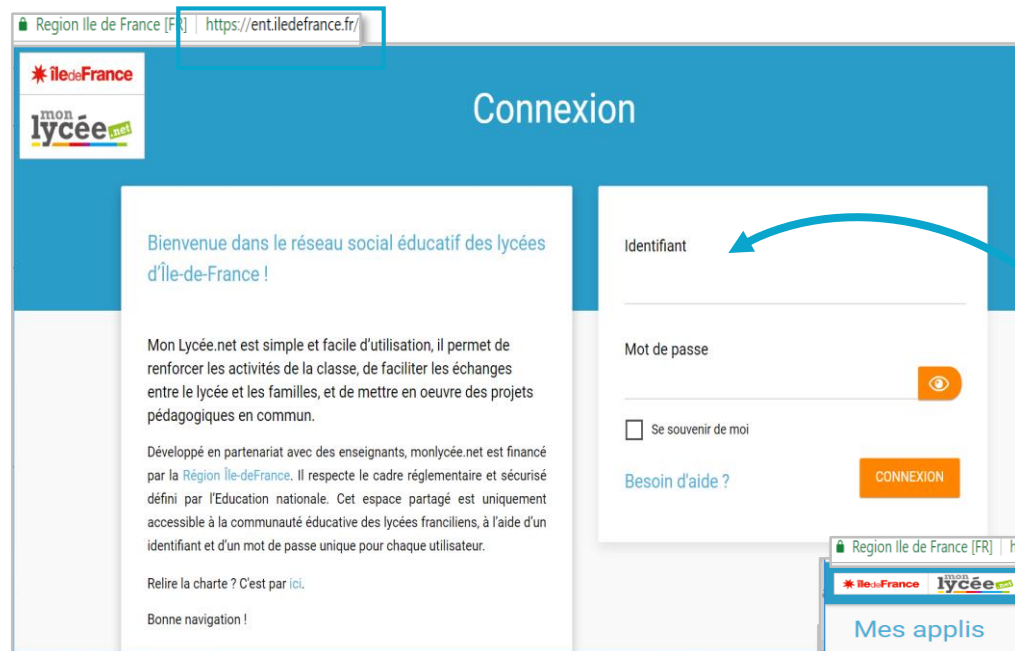 Region Ile de France [FR] | https://ent.iledefrance.fr/
îledeFrance
mon
lycée.net
Connexion
Bienvenue dans le réseau social éducatif des lycées
d'Île-de-France !
Mon Lycée.net est simple et facile d'utilisation, il permet de
renforcer les activités de la classe, de faciliter les échanges
entre le lycée et les familles, et de mettre en oeuvre des projets
pédagogiques en commun.
Développé en partenariat avec des enseignants, monlycée.net est financé
par la Région Île-deFrance. Il respecte le cadre réglementaire et sécurisé
défini par l'Education nationale. Cet espace partagé est uniquement
accessible à la communauté éducative des lycées franciliens, à l'aide d'un
identifiant et d'un mot de passe unique pour chaque utilisateur.
Relire la charte ? C'est par ici.
Bonne navigation !
Identifiant
Mot de passe
Se souvenir de moi
Besoin d'aide ?
CONNEXION
Region Ile de France [FR] | h
îledeFrance
mon
lycée.net
Mes applis